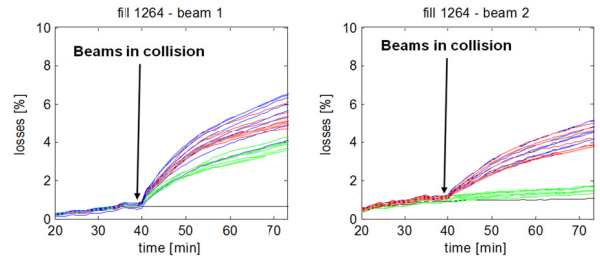 fill 1264 - beam 1
10
8
6
4
2
0
losses [%]
Beams in collision
20 30 40 50 60 70
time [min]
fill 1264 - beam 2
10
8
6
4
2
0
losses [%]
Beams in collision
20 30 40 50 60 70
time [min]